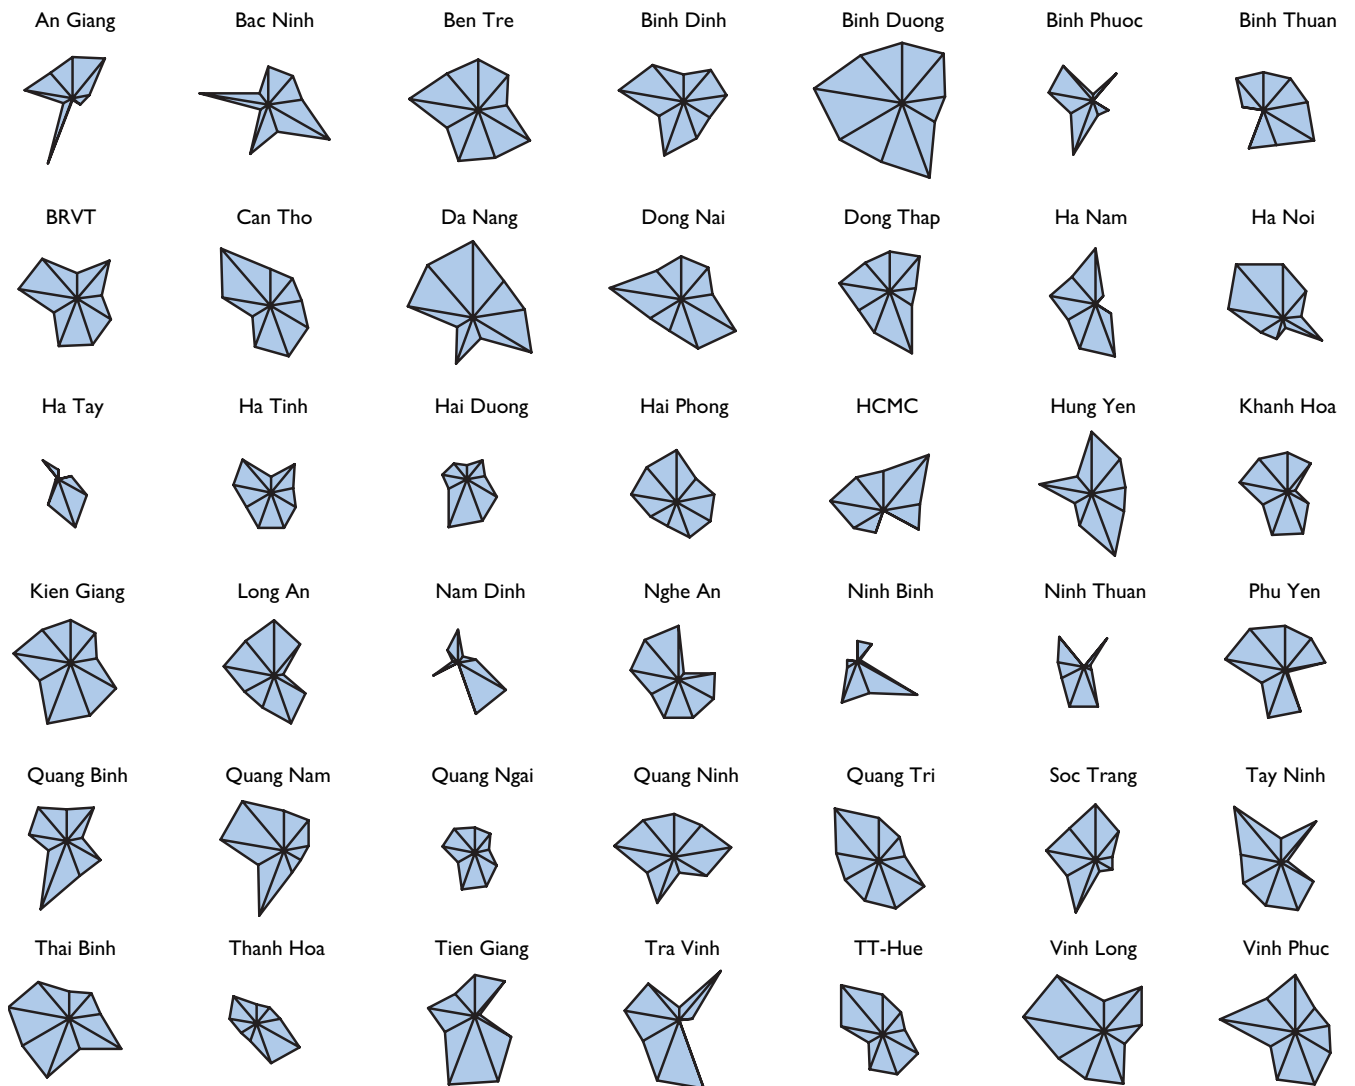 An Giang Bac Ninh Ben Tre Binh Dinh Binh Duong Binh Phuoc Binh Thuan
BRVT Can Tho Da Nang Dong Nai Dong Thap Ha Nam Ha Noi
Ha Tay Ha Tinh Hai Duong Hai Phong HCMC Hung Yen Khanh Hoa
Kien Giang Long An Nam Dinh Nghe An Ninh Binh Ninh Thuan Phu Yen
Quang Binh Quang Nam Quang Ngai Quang Ninh Quang Tri Soc Trang Tay Ninh
Thai Binh Thanh Hoa Tien Giang Tra Vinh TT-Hue Vinh Long Vinh Phuc